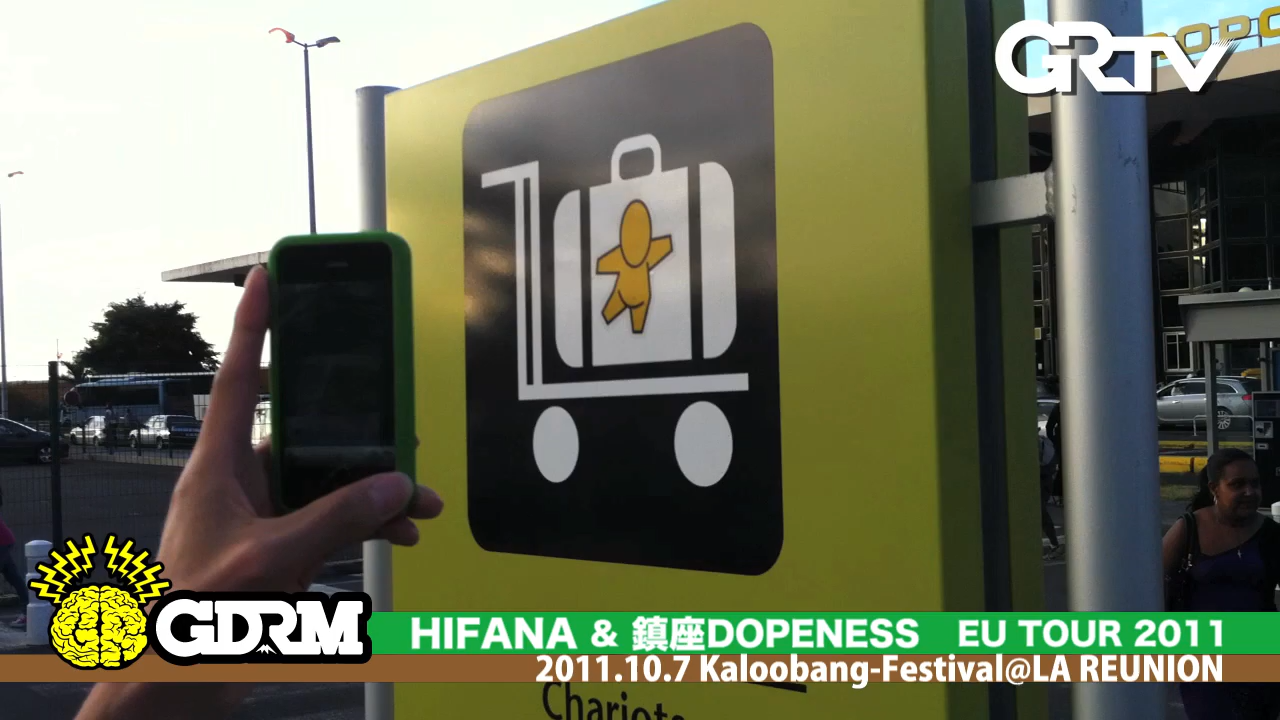 GRTV
GDRM
HIFANA & 鎮座DOPENESS EU TOUR 2011
2011.10.7 Kaloobang-Festival@LA REUNION